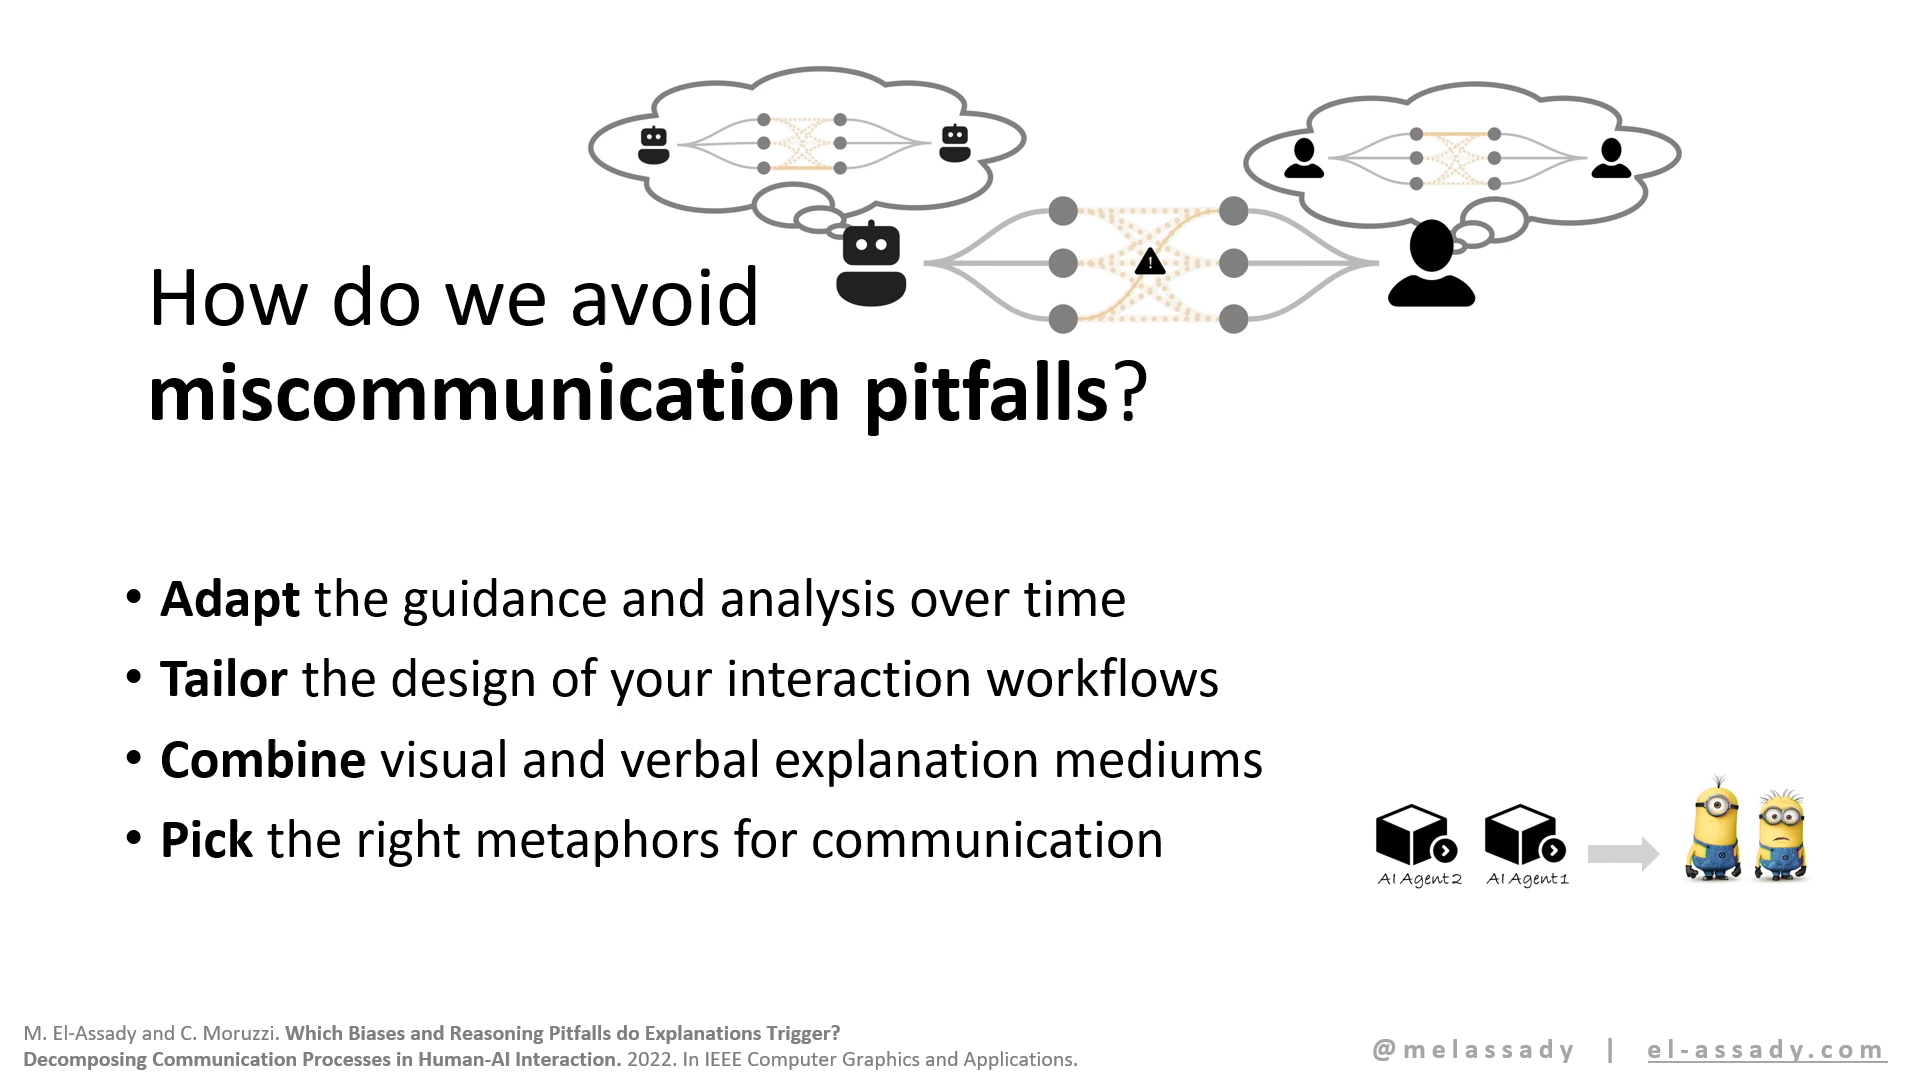 How do we avoid
miscommunication pitfalls?
• Adapt the guidance and analysis over time
• Tailor the design of your interaction workflows
• Combine visual and verbal explanation mediums
• Pick the right metaphors for communication
AI Agent2 AI Agent1
M. El-Assady and C. Moruzzi. Which Biases and Reasoning Pitfalls do Explanations Trigger?
Decomposing Communication Processes in Human-AI Interaction. 2022. In IEEE Computer Graphics and Applications.
@melassady | el-assady.com